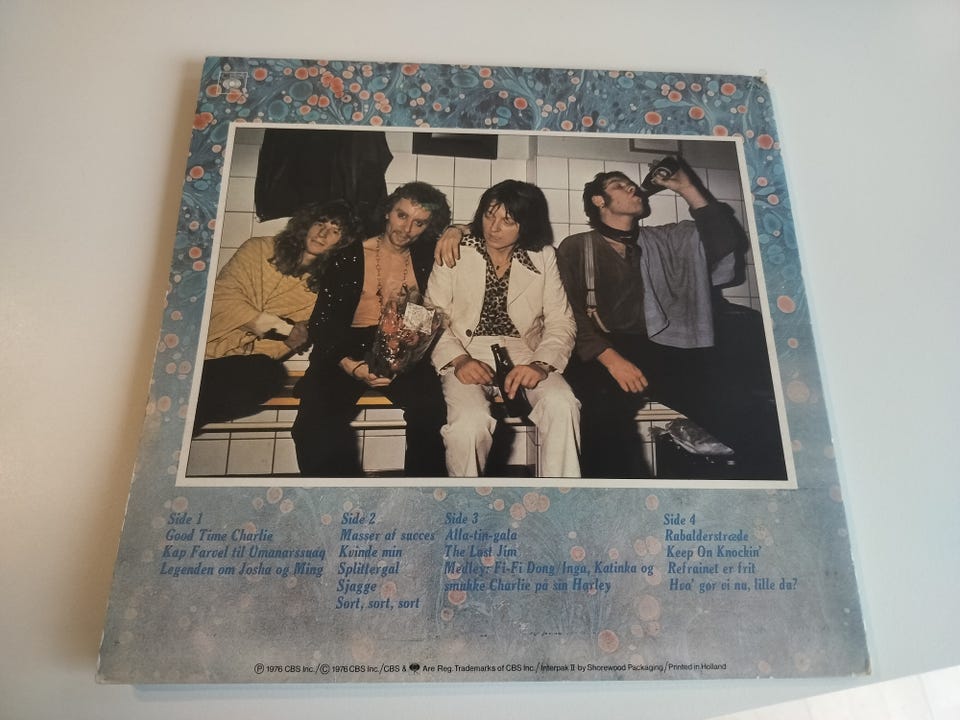 Side 1
Good Time Charlie
Kap Farvel til Umanarssuaq
Legenden om Josha og Ming
Side 2
Masser af succes
Kvinde min
Splittergal
Sjagge
Sort, sort, sort
Side 3
Alla-tin-gala
The Lost Jim
Medley: Fi-Fi Dong/Inga, Katinka og
smukke Charlie på sin Harley
Side 4
Rabalderstræde
Keep On Knockin'
Refrainet er frit
Hva' gør vi nu, lille du?
Ⓟ 1976 CBS Inc./Ⓒ 1976 CBS Inc./CBS & Are Reg. Trademarks of CBS Inc./Interpak II by Shorewood Packaging/Printed in Holland